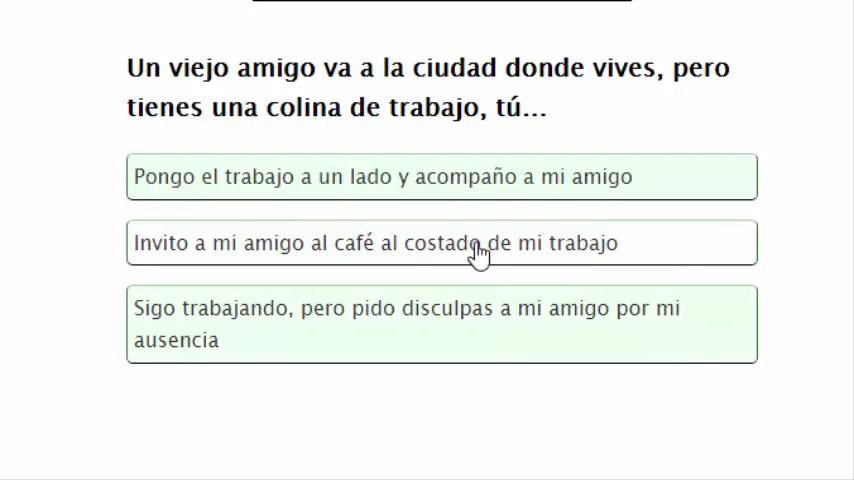 Un viejo amigo va a la ciudad donde vives, pero
tienes una colina de trabajo, tú...
Pongo el trabajo a un lado y acompaño a mi amigo
Invito a mi amigo al café al costado de mi trabajo
Sigo trabajando, pero pido disculpas a mi amigo por mi
ausencia